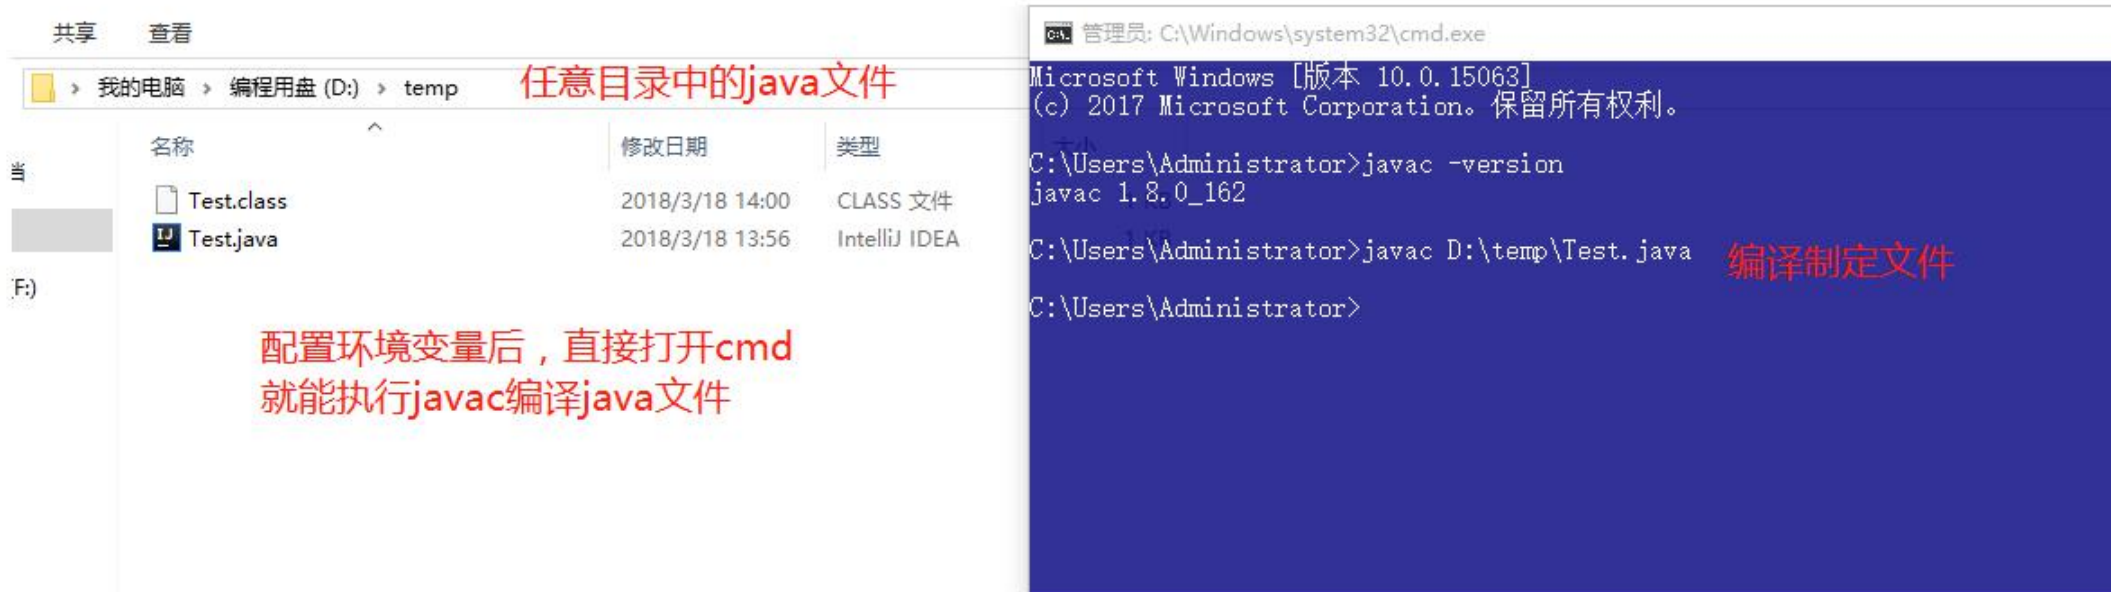 共享 查看
我的电脑 › 编程用盘 (D:) › temp
任意目录中的java文件
名称 修改日期 类型
Test.class 2018/3/18 14:00 CLASS 文件
Test.java 2018/3/18 13:56 IntelliJ IDEA
F:)
配置环境变量后，直接打开cmd
就能执行javac编译java文件
管理员: C:\Windows\system32\cmd.exe
Microsoft Windows [版本 10.0.15063]
(c) 2017 Microsoft Corporation。保留所有权利。
大小
C:\Users\Administrator>javac -version
javac 1.8.0_162
C:\Users\Administrator>javac D:\temp\Test.java
1 KB
编译制定文件
C:\Users\Administrator>